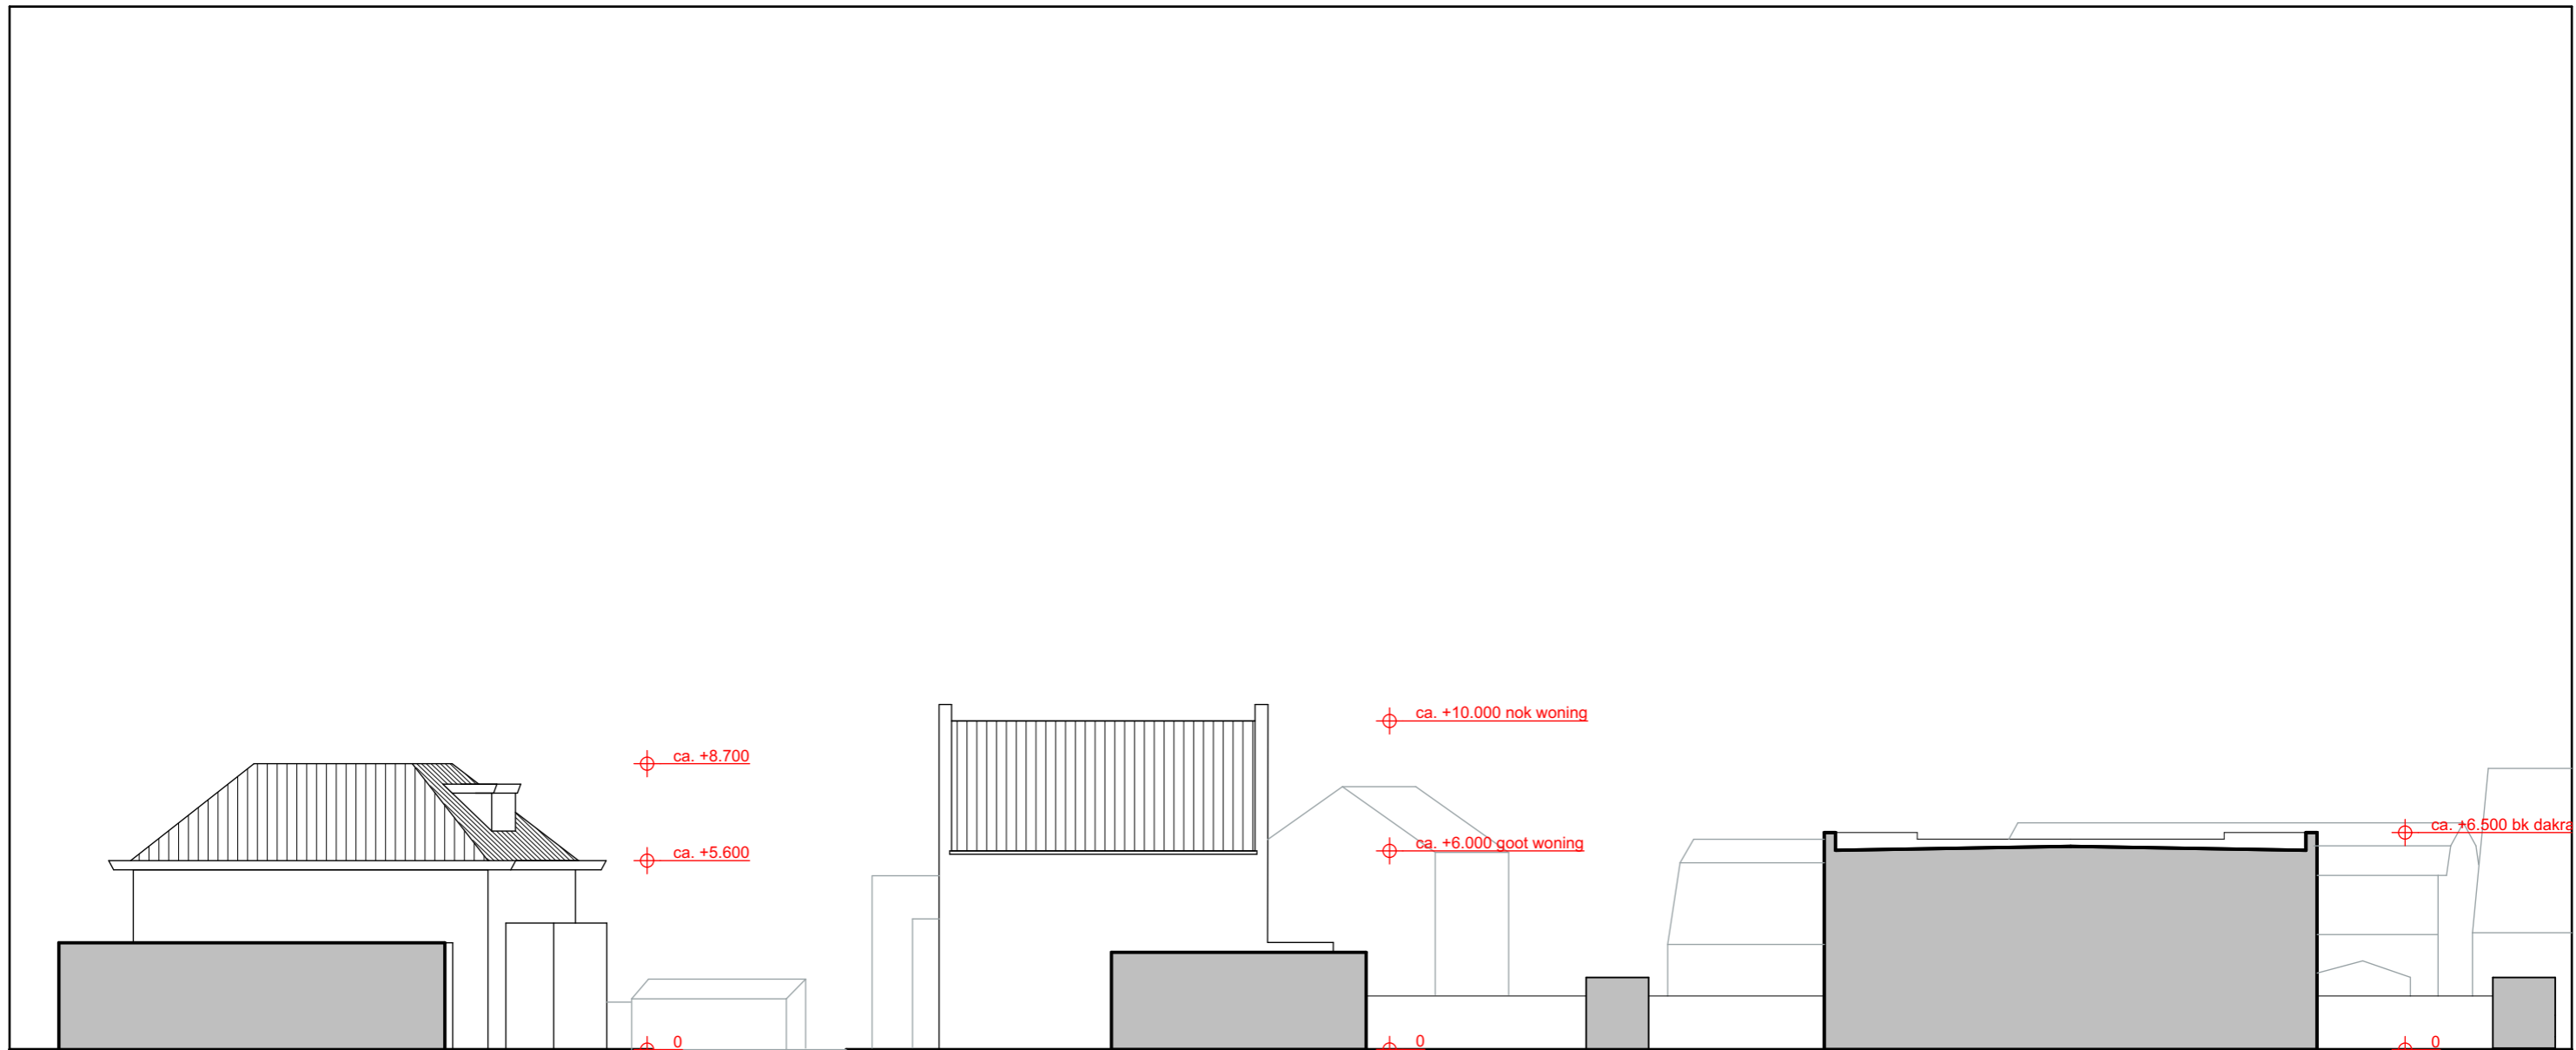 ca. +10.000 nok woning
ca. +8.700
ca. +6.500 bk dakra
ca. +6.000 goot woning
ca. +5.600
0
0
0